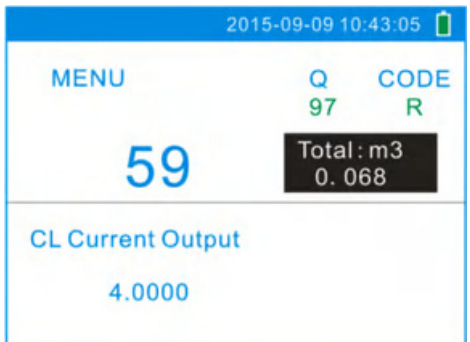 2015-09-09 10:43:05
MENU Q CODE
97 R
59
Total:m3
0.068
CL Current Output
4.0000